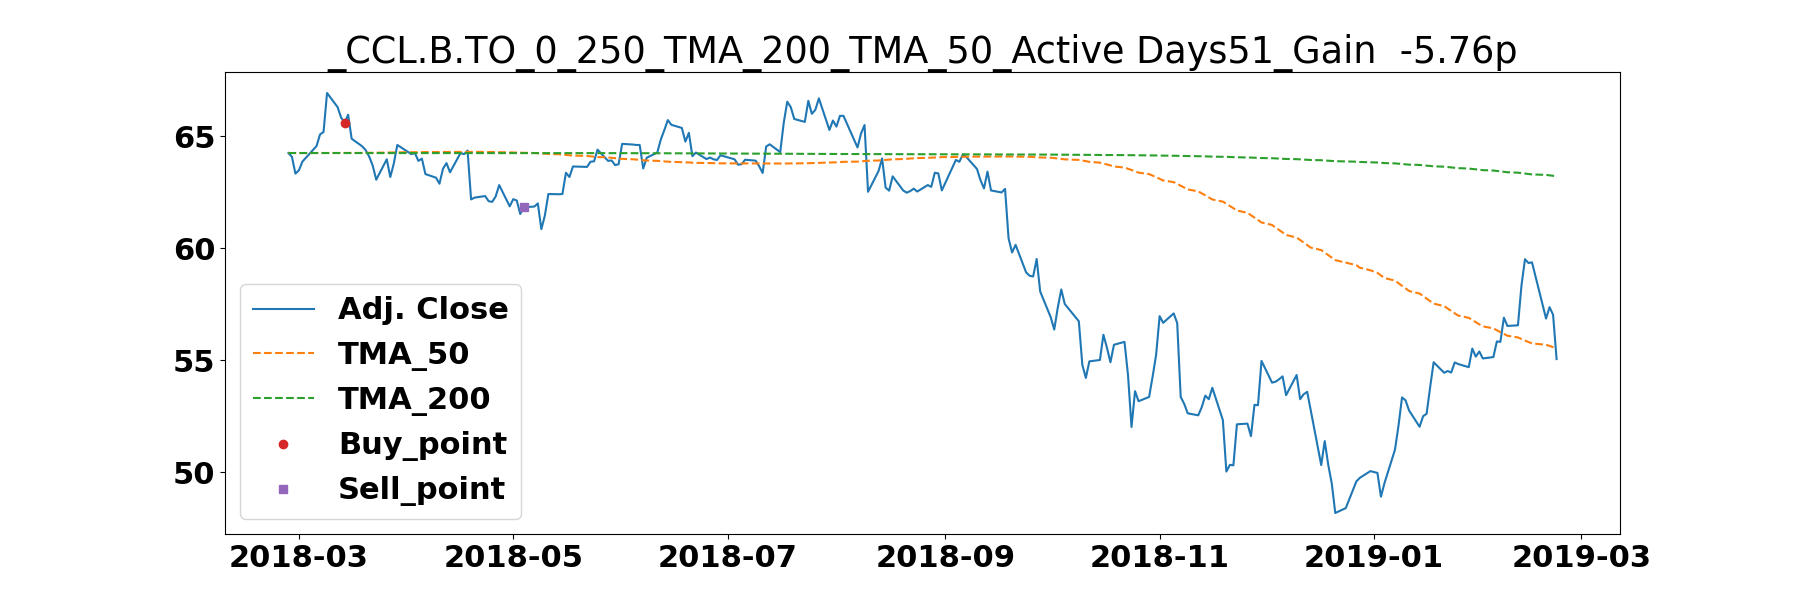 _CCL.B.TO_0_250_TMA_200_TMA_50_Active Days51_Gain  -5.76p
65
60
55
50
Adj. Close
TMA_50
TMA_200
Buy_point
Sell_point
2018-03 2018-05 2018-07 2018-09 2018-11 2019-01 2019-03